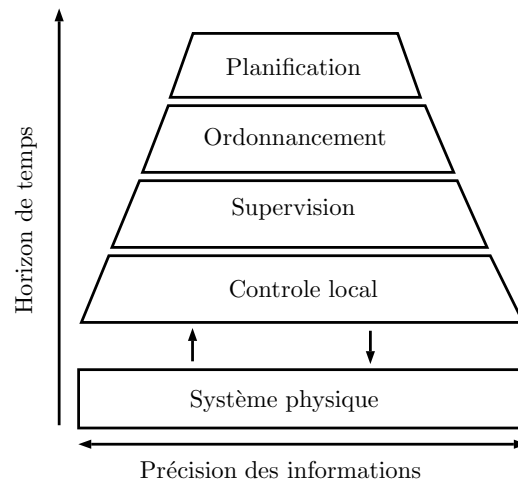 Planification
Ordonnancement
Supervision
Controle local
Système physique
Horizon de temps
Précision des informations